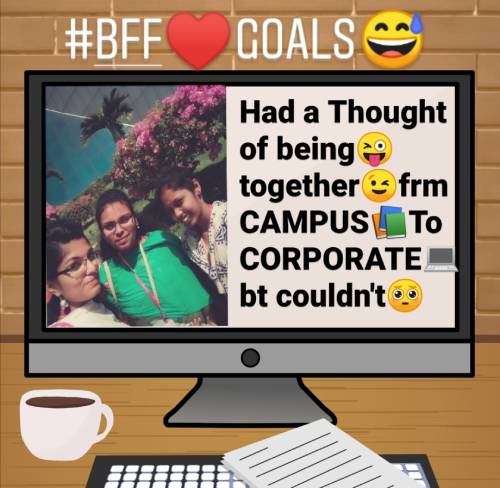 #BFF❤️GOALS😅
Had a Thought
of being😜
together😉frm
CAMPUS📚To
CORPORATE💻
bt couldn't🥺